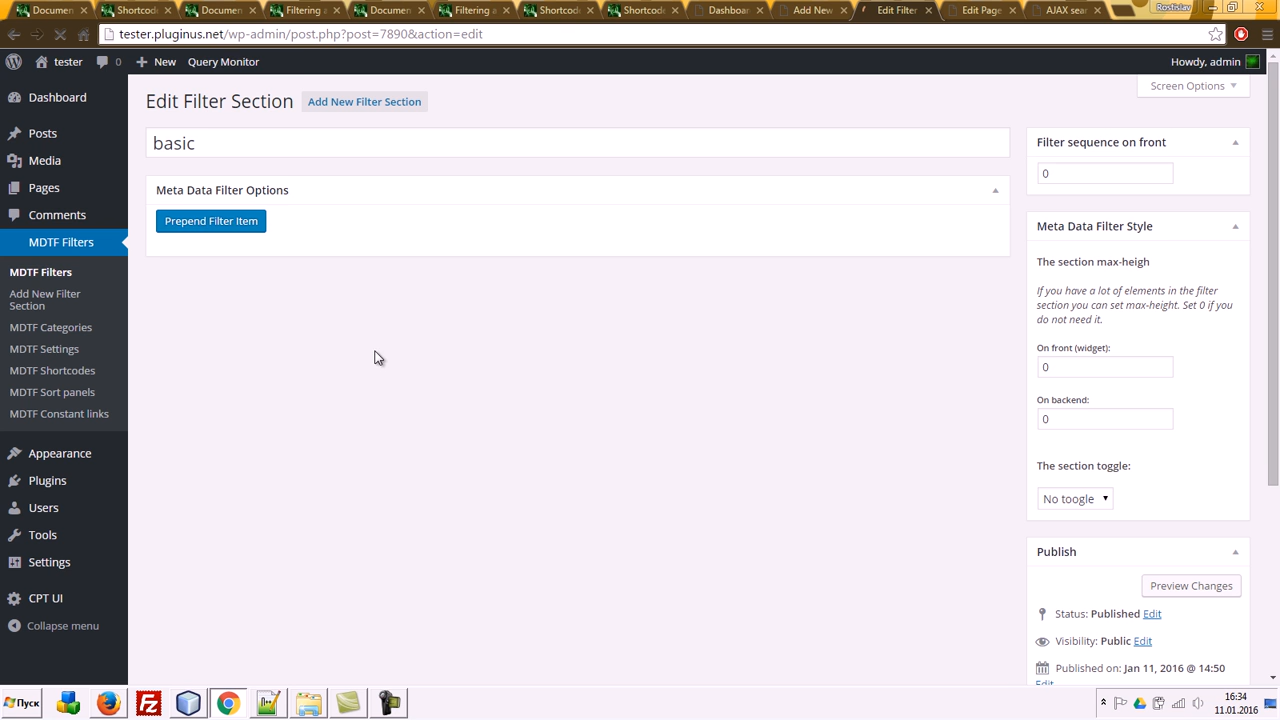 Documen
Shortcod
Documen
Filtering a
Documen
Filtering a
Shortcod
Shortcod
Dashboa
Add New
Edit Filter
Edit Page
AJAX sea
Rostislav
tester.pluginus.net/wp-admin/post.php?post=7890&action=edit
tester
0
New
Query Monitor
Howdy, admin
Screen Options
Dashboard
Posts
Media
Pages
Comments
MDTF Filters
MDTF Filters
Add New Filter
Section
MDTF Categories
MDTF Settings
MDTF Shortcodes
MDTF Sort panels
MDTF Constant links
Appearance
Plugins
Users
Tools
Settings
CPT UI
Collapse menu
Edit Filter Section
Add New Filter Section
basic
Meta Data Filter Options
Prepend Filter Item
Filter sequence on front
0
Meta Data Filter Style
The section max-heigh
If you have a lot of elements in the filter
section you can set max-height. Set 0 if you
do not need it.
On front (widget):
0
On backend:
0
The section toggle:
No toogle
Publish
Preview Changes
Status: Published Edit
Visibility: Public Edit
Published on: Jan 11, 2016 @ 14:50
Edit
Пуск
16:34
11.01.2016